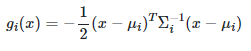 g_i(x) = -\frac{1}{2}(x - \mu_i)^T \Sigma_i^{-1}(x - \mu_i)